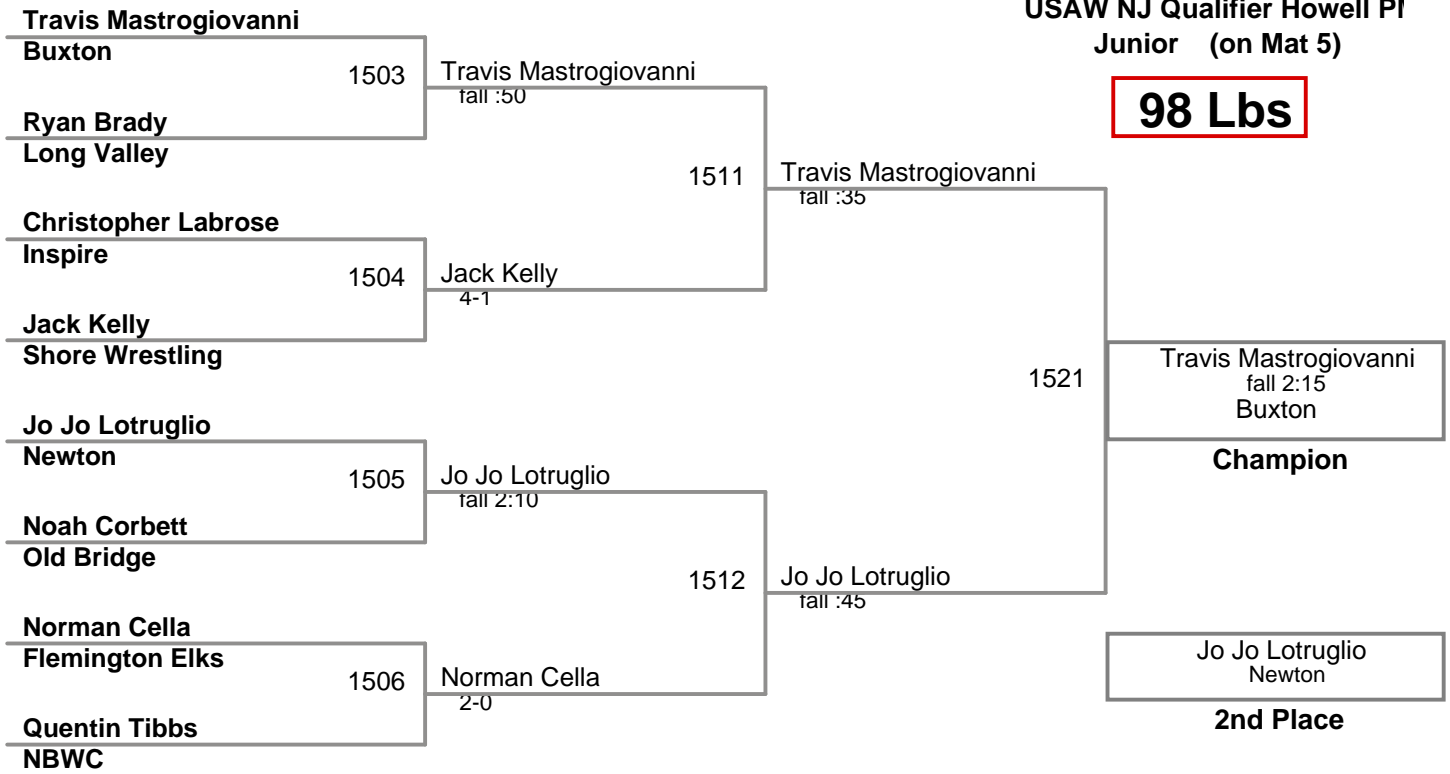 USAW NJ Qualifier Howell
Junior (on Mat 5)
98 Lbs
Travis Mastrogiovanni
Buxton
1503
Ryan Brady
Long Valley
Christopher Labrose
Inspire
1504
Jack Kelly
Shore Wrestling
Jo Jo Lotruglio
Newton
1505
Noah Corbett
Old Bridge
Norman Cella
Flemington Elks
1506
Quentin Tibbs
NBWC
Travis Mastrogiovanni
fall :50
1511
Jack Kelly
4-1
Jo Jo Lotruglio
fall 2:10
1512
Norman Cella
2-0
Travis Mastrogiovanni
fall :35
1521
Jo Jo Lotruglio
fall :45
Travis Mastrogiovanni
fall 2:15
Buxton
Champion
Jo Jo Lotruglio
Newton
2nd Place